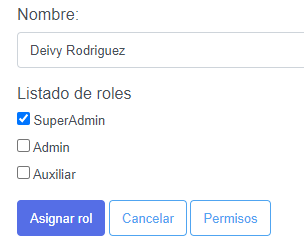 Nombre:
Deivy Rodriguez
Listado de roles
SuperAdmin
Admin
Auxiliar
Asignar rol Cancelar Permisos